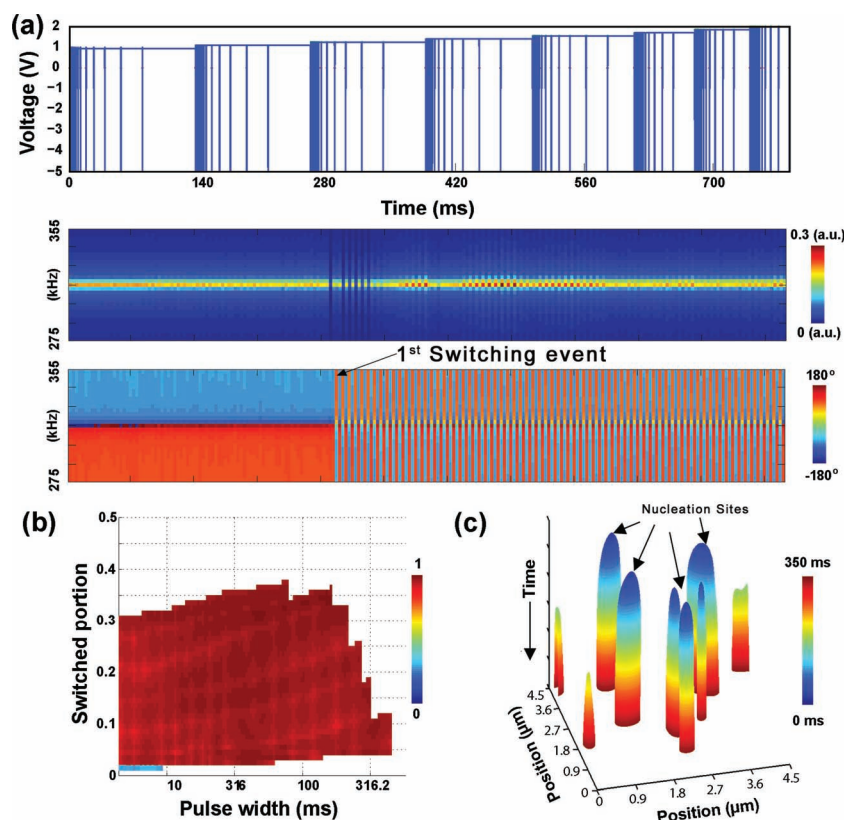 (a)
Voltage (V)
2
1
0
-1
-2
-3
-4
-5
0
140
280
420
560
700
Time (ms)
355
(kHz)
275
0.3 (a.u.)
0 (a.u.)
1st Switching event
355
(kHz)
275
180°
-180°
(b)
Switched portion
0.5
0.4
0.3
0.2
0.1
0
10
316
100
316.2
Pulse width (ms)
1
0
(c)
Nucleation Sites
Time
350 ms
0 ms
4.5
3.6
2.7
1.8
0.9
0
Position (μm)
0
0.9
1.8
2.7
3.6
4.5
Position (μm)